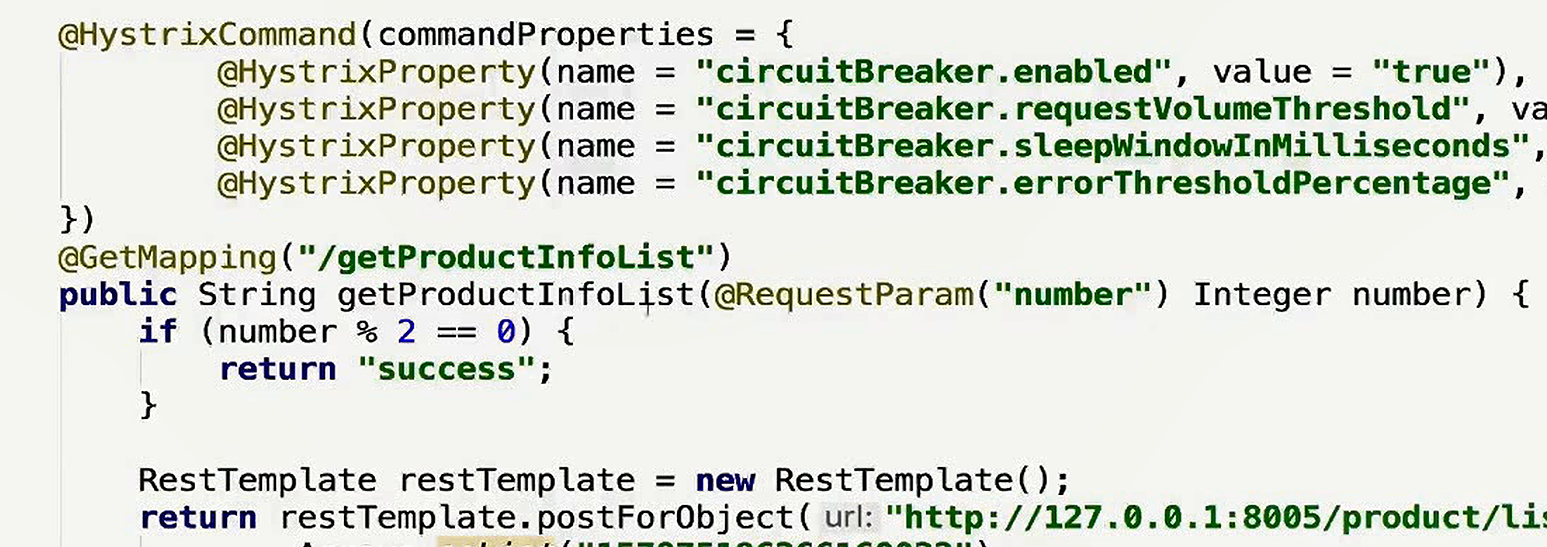 @HystrixCommand(commandProperties = {
@HystrixProperty(name = "circuitBreaker.enabled", value = "true"),
@HystrixProperty(name = "circuitBreaker.requestVolumeThreshold", va
@HystrixProperty(name = "circuitBreaker.sleepWindowInMilliseconds",
@HystrixProperty(name = "circuitBreaker.errorThresholdPercentage",
})
@GetMapping("/getProductInfoList")
public String getProductInfoList(@RequestParam("number") Integer number) {
if (number % 2 == 0) {
return "success";
}
RestTemplate restTemplate = new RestTemplate();
return restTemplate.postForObject( url: "http://127.0.0.1:8005/product/lis